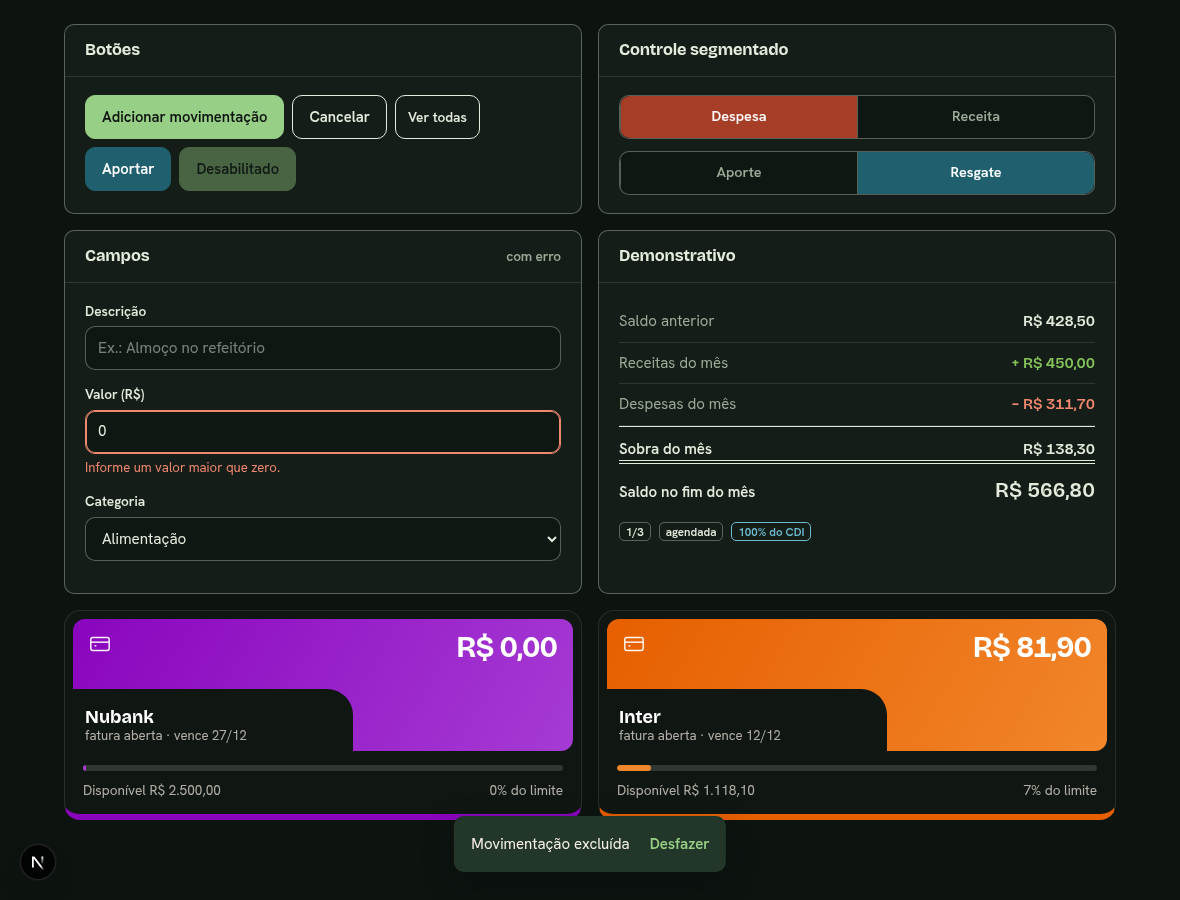 Botões
Adicionar movimentação
Cancelar
Ver todas
Aportar
Desabilitado
Controle segmentado
Despesa
Receita
Aporte
Resgate
Campos
com erro
Descrição
Ex.: Almoço no refeitório
Valor (R$)
0
Informe um valor maior que zero.
Categoria
Alimentação
Demonstrativo
Saldo anterior R$ 428,50
Receitas do mês + R$ 450,00
Despesas do mês − R$ 311,70
Sobra do mês R$ 138,30
Saldo no fim do mês R$ 566,80
1/3 agendada 100% do CDI
R$ 0,00
Nubank
fatura aberta · vence 27/12
Disponível R$ 2.500,00 0% do limite
R$ 81,90
Inter
fatura aberta · vence 12/12
Disponível R$ 1.118,10 7% do limite
Movimentação excluída Desfazer
N